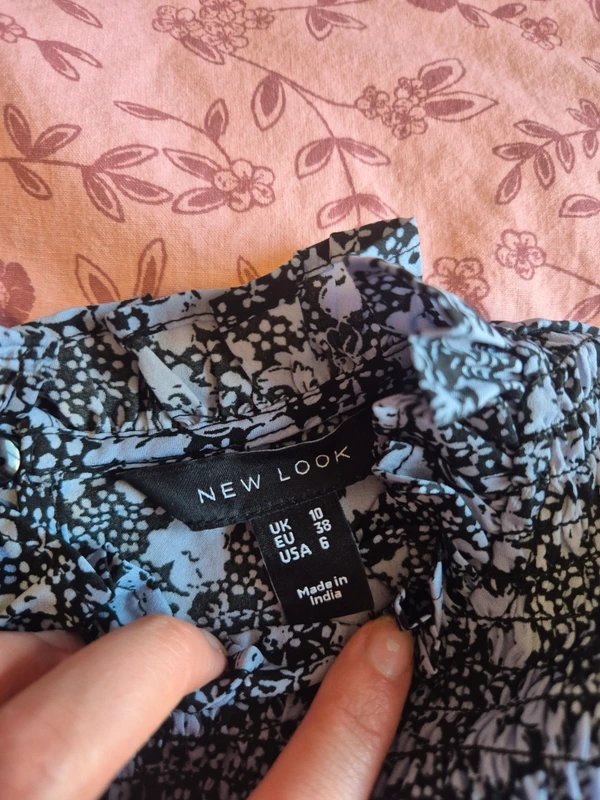 NEW LOOK
UK 10
EU 38
USA 6
Made in
India